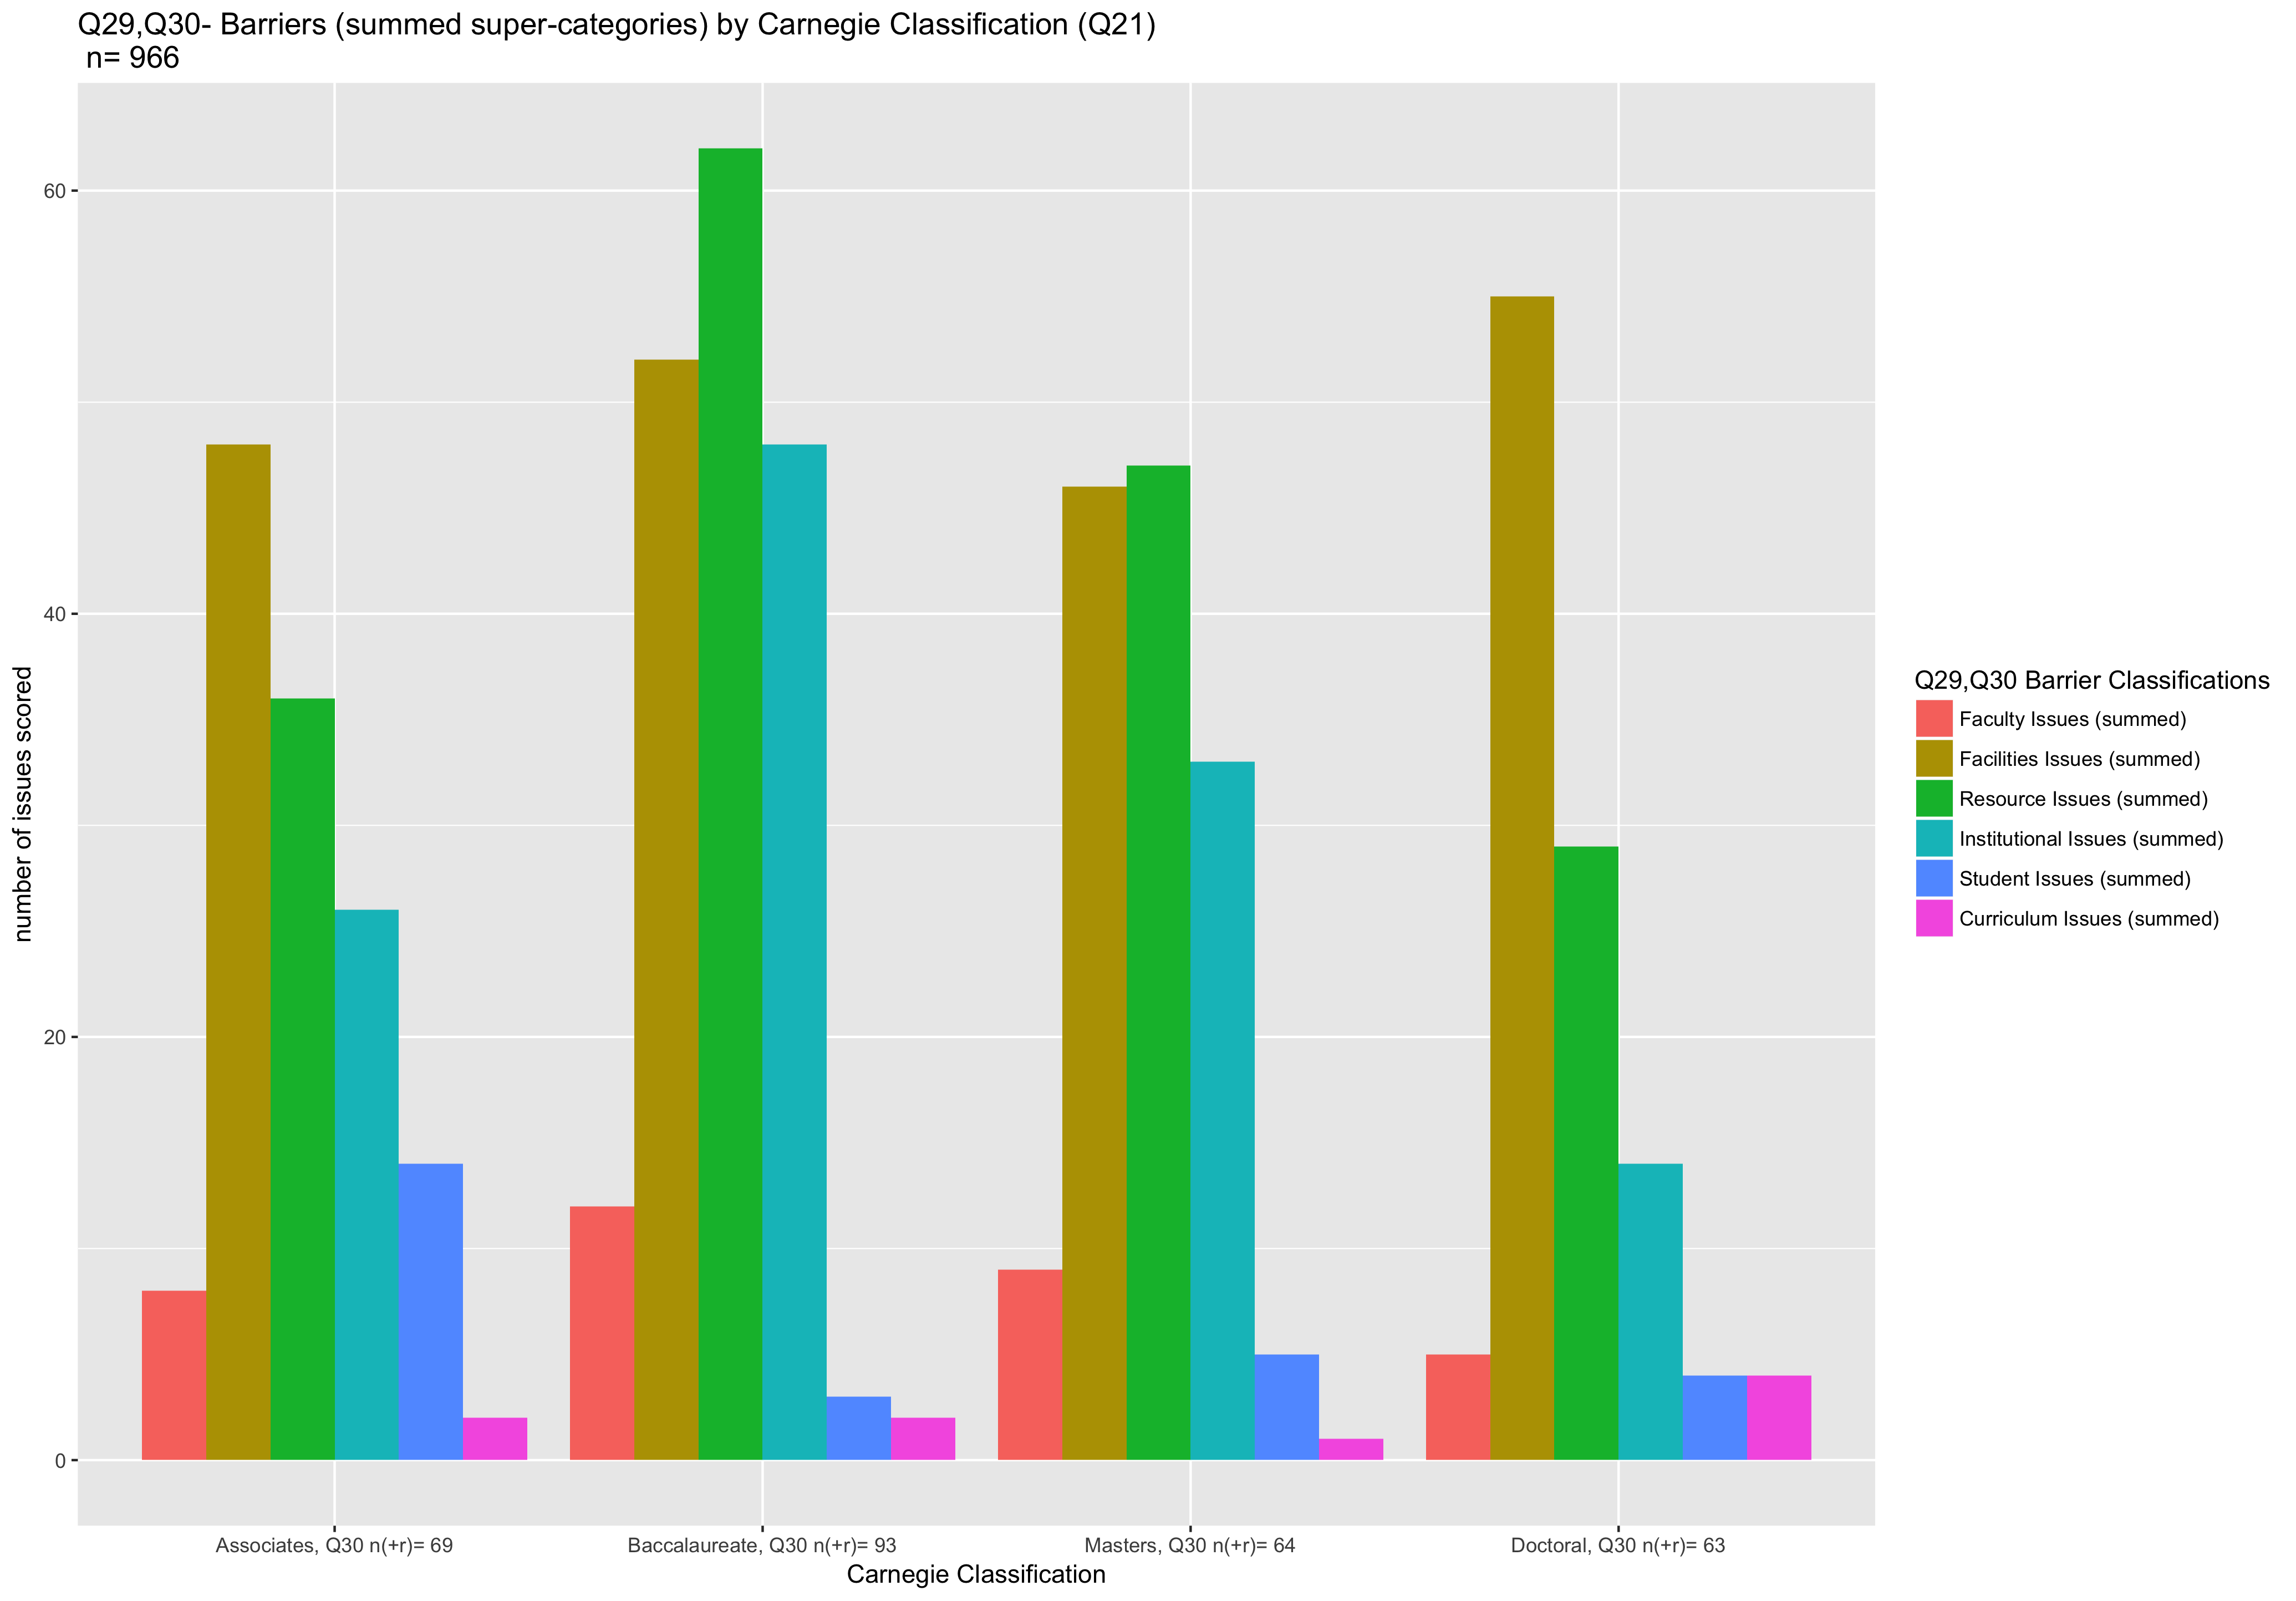 Q29,Q30- Barriers (summed super-categories) by Carnegie Classification (Q21)
n= 966
60
40
20
0
number of issues scored
Associates, Q30 n(+r)= 69
Baccalaureate, Q30 n(+r)= 93
Masters, Q30 n(+r)= 64
Doctoral, Q30 n(+r)= 63
Carnegie Classification
Q29,Q30 Barrier Classifications
Faculty Issues (summed)
Facilities Issues (summed)
Resource Issues (summed)
Institutional Issues (summed)
Student Issues (summed)
Curriculum Issues (summed)